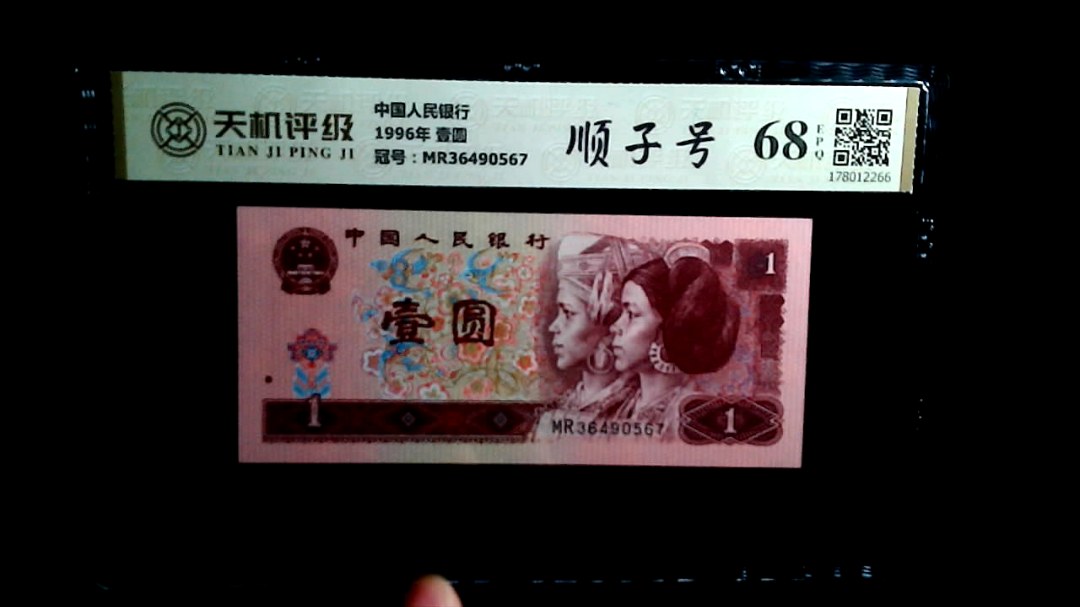 天机评级
TIAN JI PING JI
中国人民银行
1996年 壹圆
冠号：MR36490567
顺子号
68
EPQ
178012266
中国人民银行
1
壹圆
1
MR36490567
1